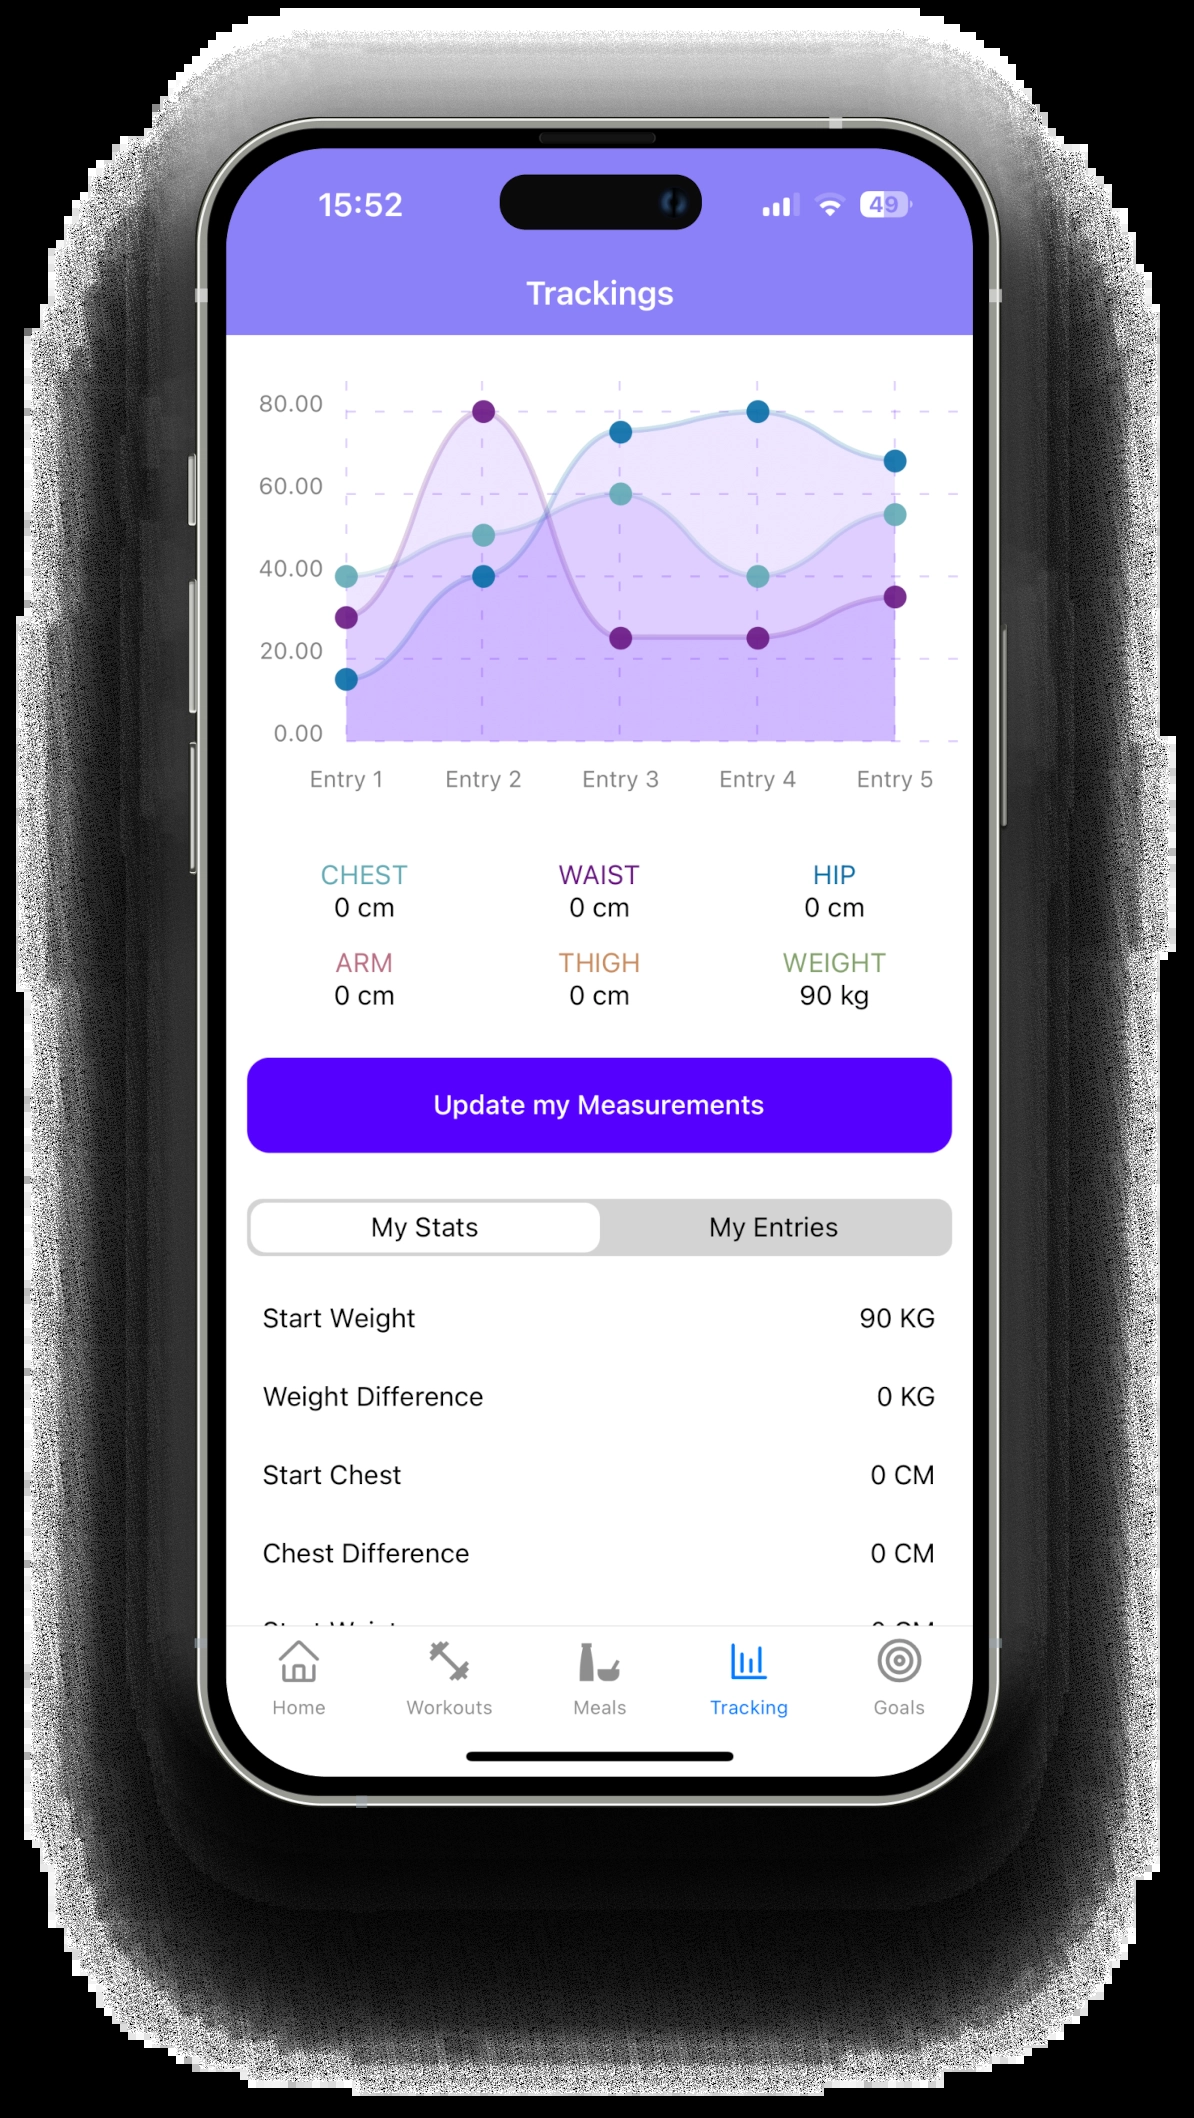 15:52
49
Trackings
80.00
60.00
40.00
20.00
0.00
Entry 1 Entry 2 Entry 3 Entry 4 Entry 5
CHEST WAIST HIP
0 cm 0 cm 0 cm
ARM THIGH WEIGHT
0 cm 0 cm 90 kg
Update my Measurements
My Stats My Entries
Start Weight 90 KG
Weight Difference 0 KG
Start Chest 0 CM
Chest Difference 0 CM
Home Workouts Meals Tracking Goals